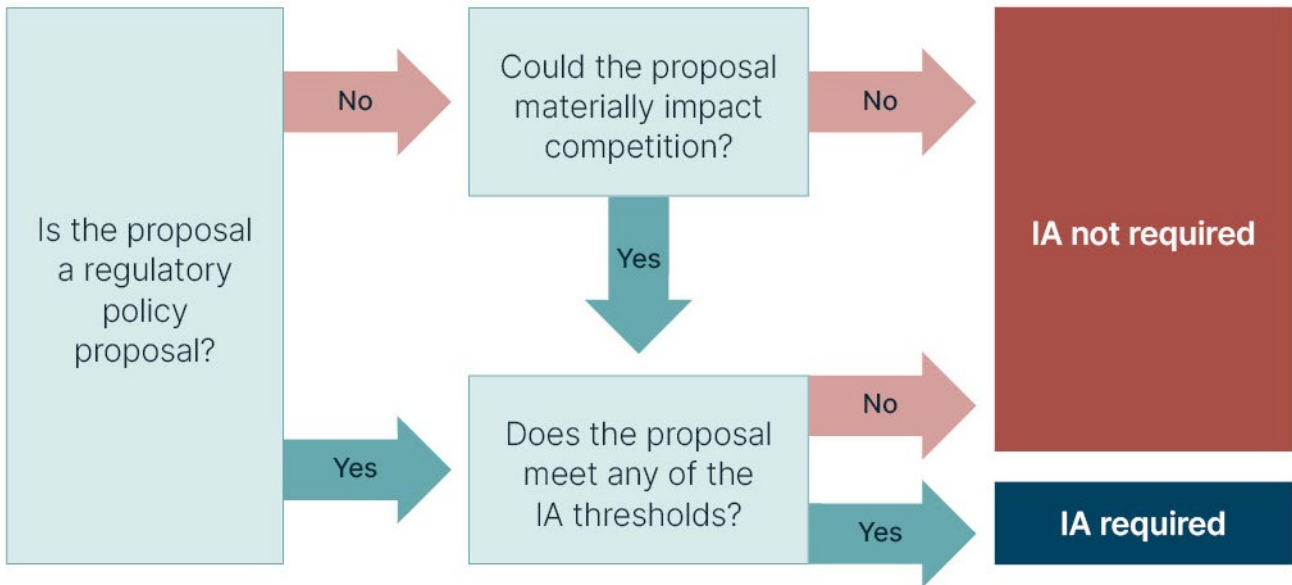 Is the proposal
a regulatory
policy
proposal?
No
Could the proposal
materially impact
competition?
No
IA not required
Yes
Yes
Does the proposal
meet any of the
IA thresholds?
No
Yes
IA required